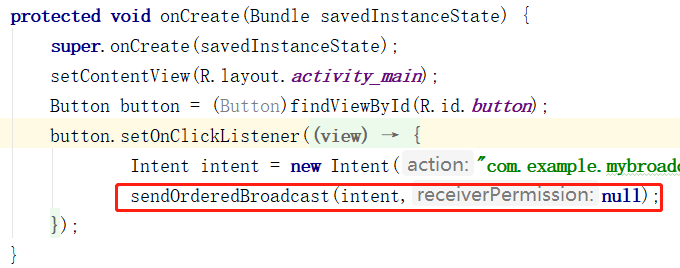 protected void onCreate(Bundle savedInstanceState) {
super.onCreate(savedInstanceState);
setContentView(R.layout.activity_main);
Button button = (Button)findViewById(R.id.button);
button.setOnClickListener((view) → {
Intent intent = new Intent( action: "com.example.mybroad
sendOrderedBroadcast(intent, receiverPermission: null);
});
}